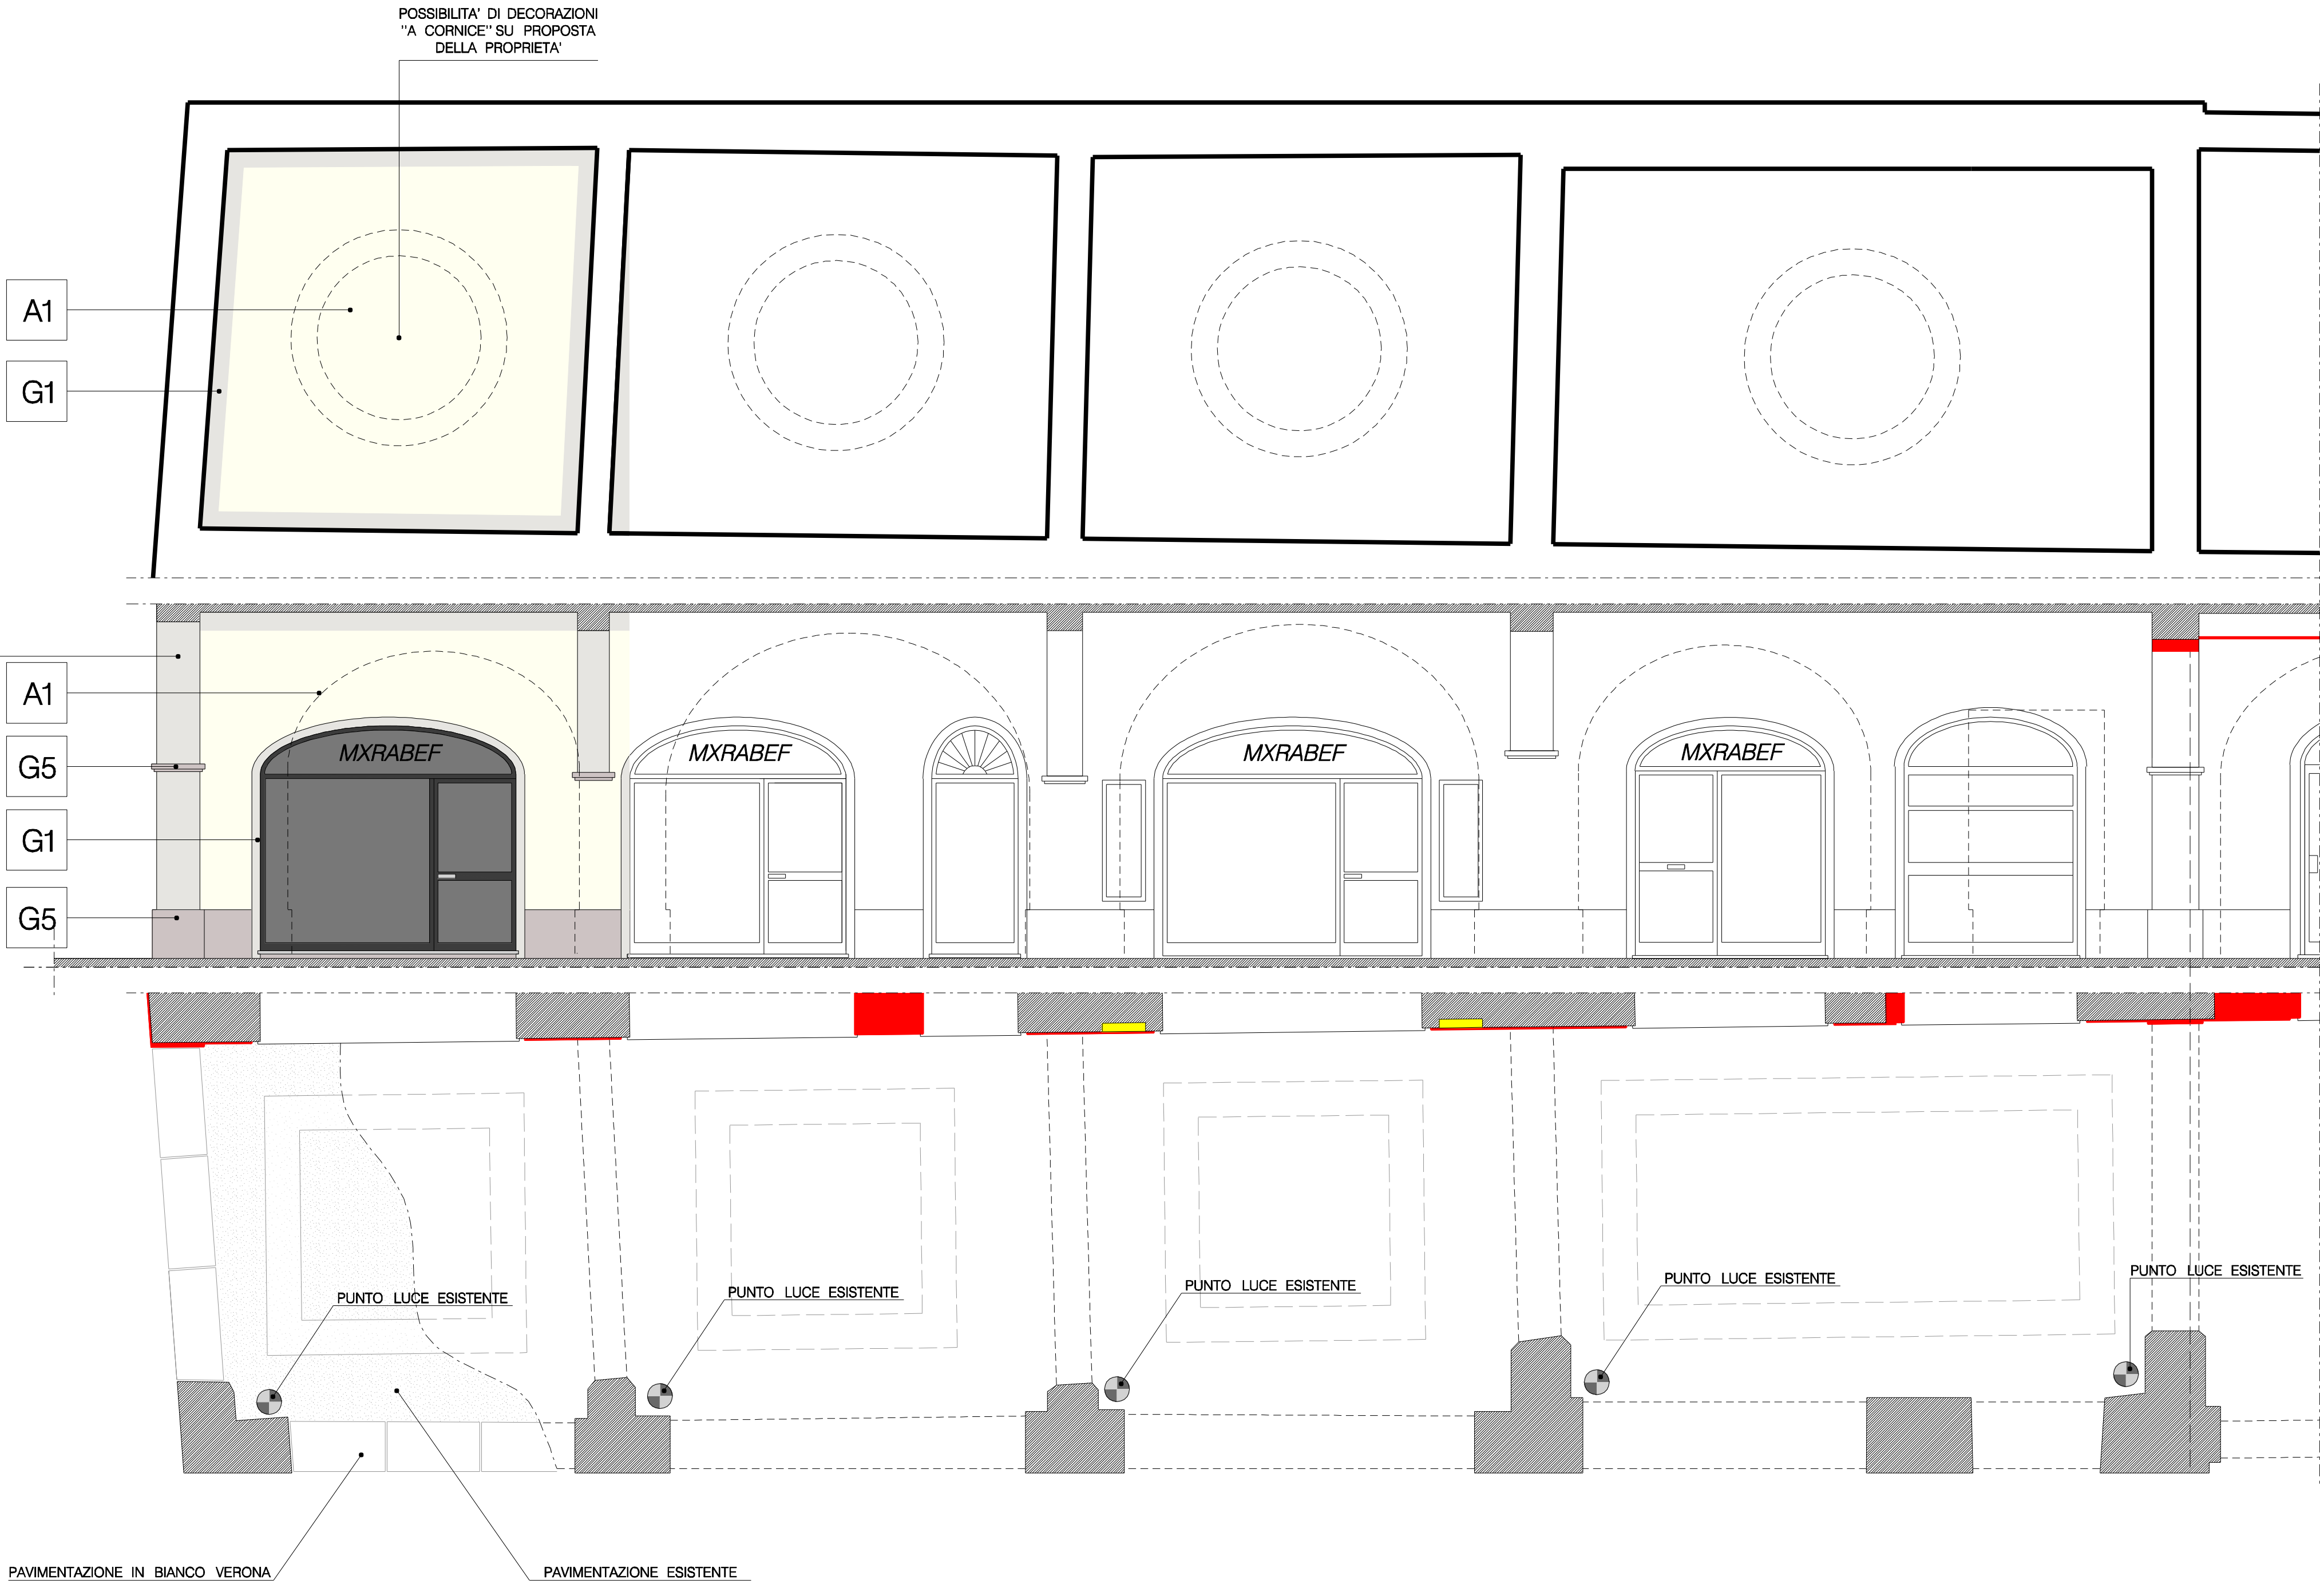 POSSIBILITA' DI DECORAZIONI
"A CORNICE" SU PROPOSTA
DELLA PROPRIETA'
A1
G1
A1
G5
G1
G5
MXRABEF
MXRABEF
MXRABEF
MXRABEF
PUNTO LUCE ESISTENTE
PUNTO LUCE ESISTENTE
PUNTO LUCE ESISTENTE
PUNTO LUCE ESISTENTE
PUNTO LUCE ESISTENTE
PAVIMENTAZIONE IN BIANCO VERONA
PAVIMENTAZIONE ESISTENTE